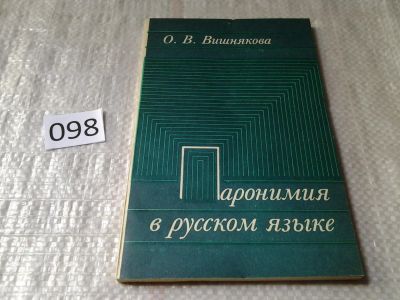 О. В. Вишнякова
098
Паронимия
в русском языке